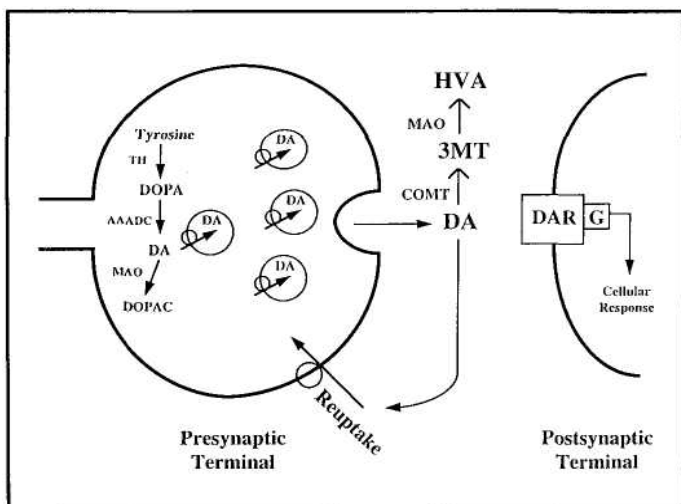 Tyrosine
TH
DOPA
AAADC
DA
MAO
DOPAC
DA
DA
DA
DA
HVA
MAO
3MT
COMT
DA
Reuptake
DAR
G
Cellular
Response
Presynaptic
Terminal
Postsynaptic
Terminal